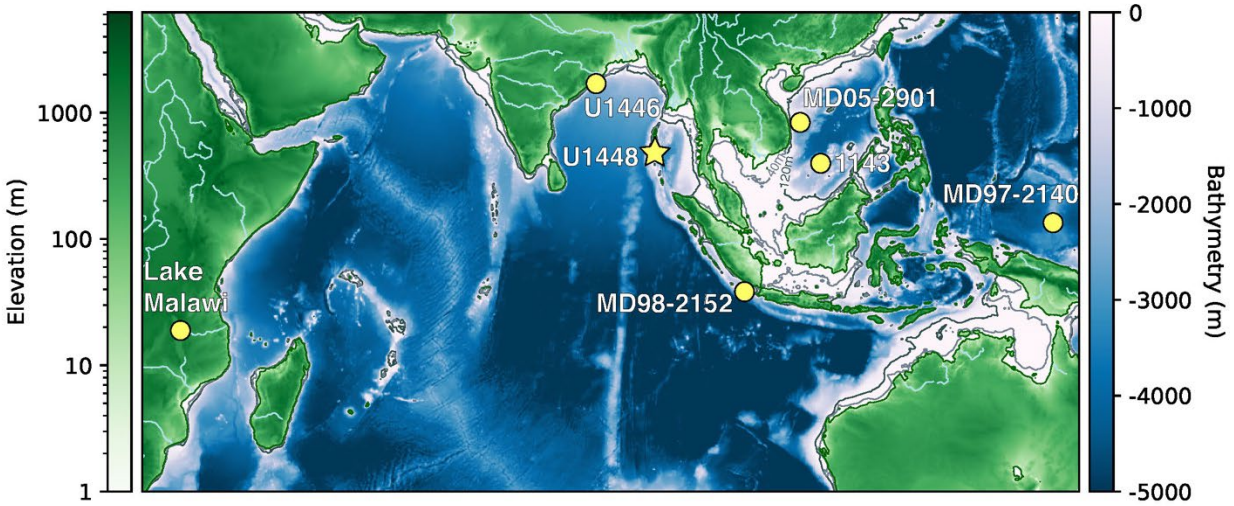 Elevation (m)
1000
100
10
1
U1446
U1448
MD05-2901
40m
120m
1143
MD97-2140
Lake
Malawi
MD98-2152
0
-1000
-2000
-3000
-4000
-5000
Bathymetry (m)